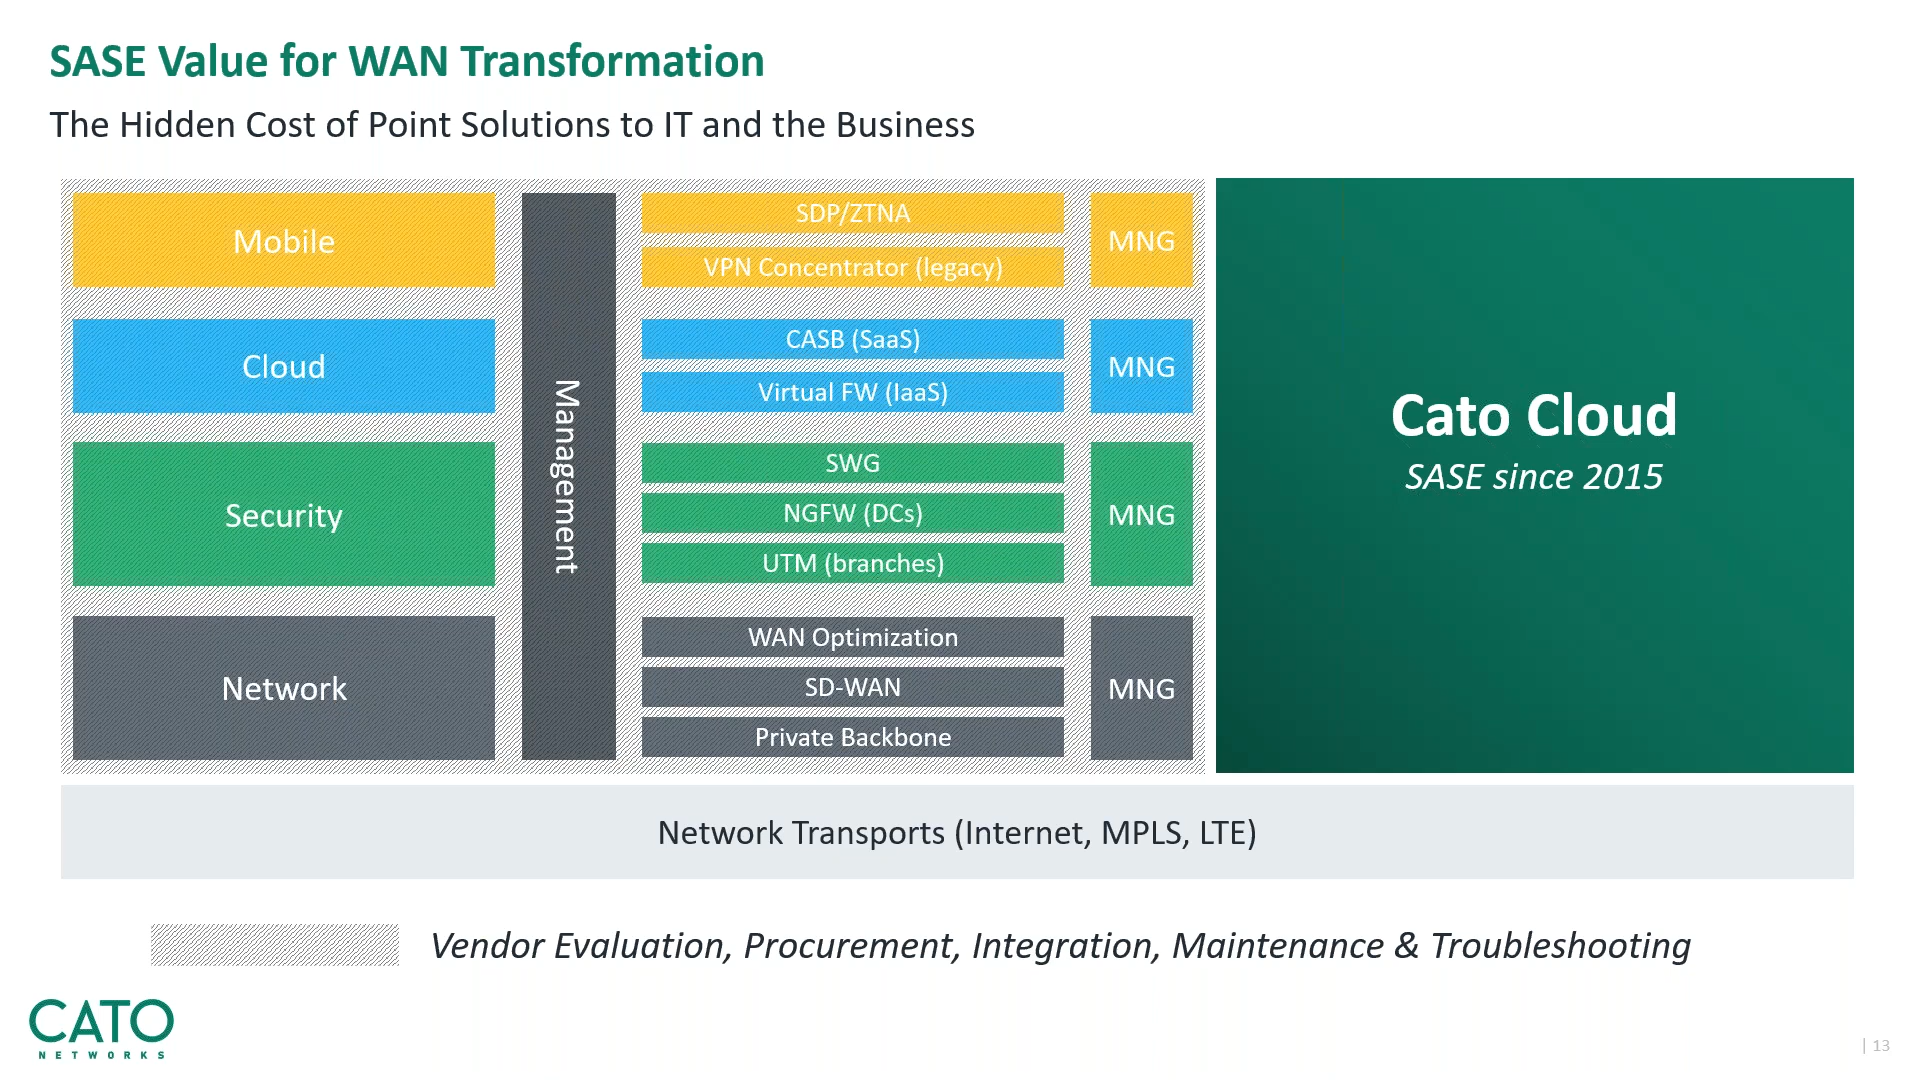 SASE Value for WAN Transformation
The Hidden Cost of Point Solutions to IT and the Business
Mobile
Cloud
Security
Network
Management
SDP/ZTNA
VPN Concentrator (legacy)
MNG
CASB (SaaS)
Virtual FW (IaaS)
MNG
SWG
NGFW (DCs)
UTM (branches)
MNG
WAN Optimization
SD-WAN
Private Backbone
MNG
Cato Cloud
SASE since 2015
Network Transports (Internet, MPLS, LTE)
Vendor Evaluation, Procurement, Integration, Maintenance & Troubleshooting
CATO
NETWORKS
| 13